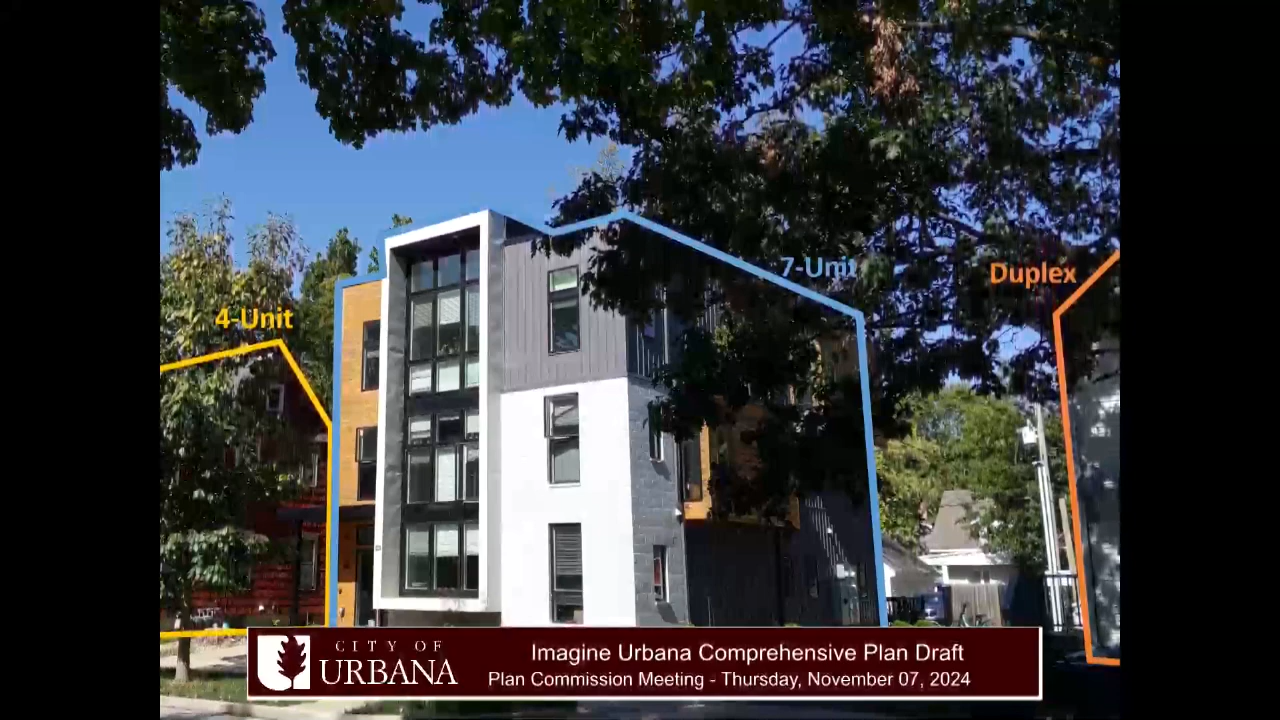 7-Unit
Duplex
4-Unit
CITY OF
URBANA
Imagine Urbana Comprehensive Plan Draft
Plan Commission Meeting - Thursday, November 07, 2024